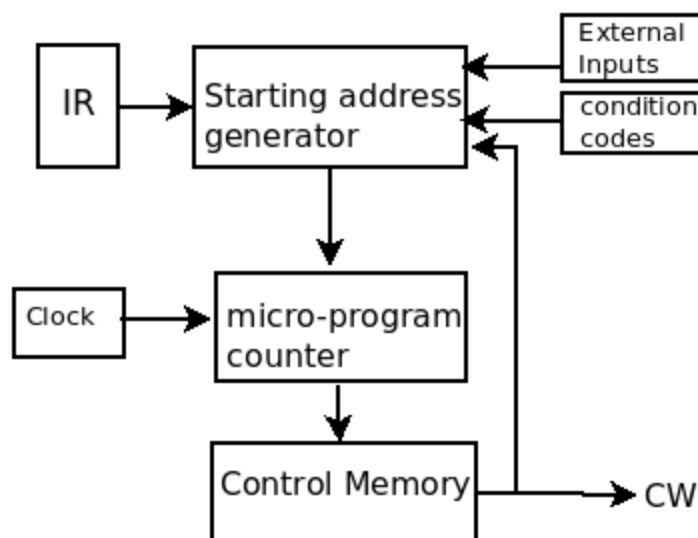 External
Inputs
IR
Starting address
generator
condition
codes
Clock
micro-program
counter
Control Memory
CW